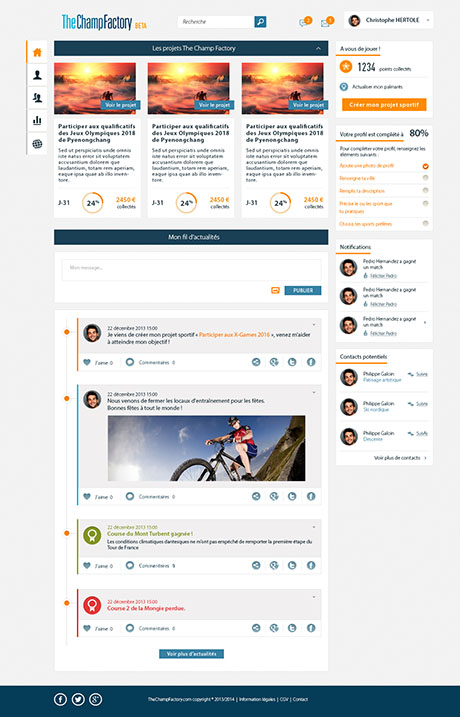 TheChampFactory BETA
Recherche
Christophe HERTOLE
Les projets The Champ Factory
Voir le projet
Voir le projet
Voir le projet
Participer aux qualificatifs
des Jeux Olympiques 2018
de Pyenongchang
Sed ut perspiciatis unde omnis
iste natus error sit voluptatem
accusantium doloremque
laudantium, totam rem aperiam,
eaque ipsa quae ab illo inven-
tore.
J-31
24%
2450 €
collectés
Participer aux qualificatifs
des Jeux Olympiques 2018
de Pyenongchang
Sed ut perspiciatis unde omnis
iste natus error sit voluptatem
accusantium doloremque
laudantium, totam rem aperiam,
eaque ipsa quae ab illo inven-
tore.
J-31
24%
2450 €
collectés
Participer aux qualificatifs
des Jeux Olympiques 2018
de Pyenongchang
Sed ut perspiciatis unde omnis
iste natus error sit voluptatem
accusantium doloremque
laudantium, totam rem aperiam,
eaque ipsa quae ab illo inven-
tore.
J-31
24%
2450 €
collectés
Mon fil d'actualités
Mon message...
PUBLIER
22 décembre 2013 15:00
Je viens de créer mon projet sportif « Participer aux X-Games 2016 », venez m'aider
à atteindre mon objectif !
J'aime 0
Commentaires 0
22 décembre 2013 15:00
Nous venons de fermer les locaux d'entraînement pour les fêtes.
Bonnes fêtes à tout le monde !
J'aime 0
Commentaires 0
22 décembre 2013 15:00
Course du Mont Turbent gagnée !
Les conditions climatiques dantesques ne m'ont pas empêché de remporter la première étape du
Tour de France
J'aime 0
Commentaires
22 décembre 2013 15:00
Course 2 de la Mongie perdue.
J'aime 0
Commentaires 0
Voir plus d'actualités
A vous de jouer !
1234 points collectés
Actualiser mon palmarès
Créer mon projet sportif
Votre profil est complété à 80%
Pour compléter votre profil, renseignez les
éléments suivants :
Ajoute une photo de profil
Renseigne ta ville
Remplis ta description
Précise le ou les sport que
tu pratiques
Choisis tes sports préférés
Notifications
Pedro Hernandez a gagné
un match
Féliciter Pedro
Pedro Hernandez a gagné
un match
Féliciter Pedro
Pedro Hernandez a gagné
un match
Féliciter Pedro
Contacts potentiels
Philippe Galcin
Patinage artistique
Suivre
Philippe Galcin
Ski nordique
Suivre
Philippe Galcin
Descente
Suivre
Voir plus de contacts >
TheChampFactory.com copyright © 2013/2014 | Information légales | CGV | Contact